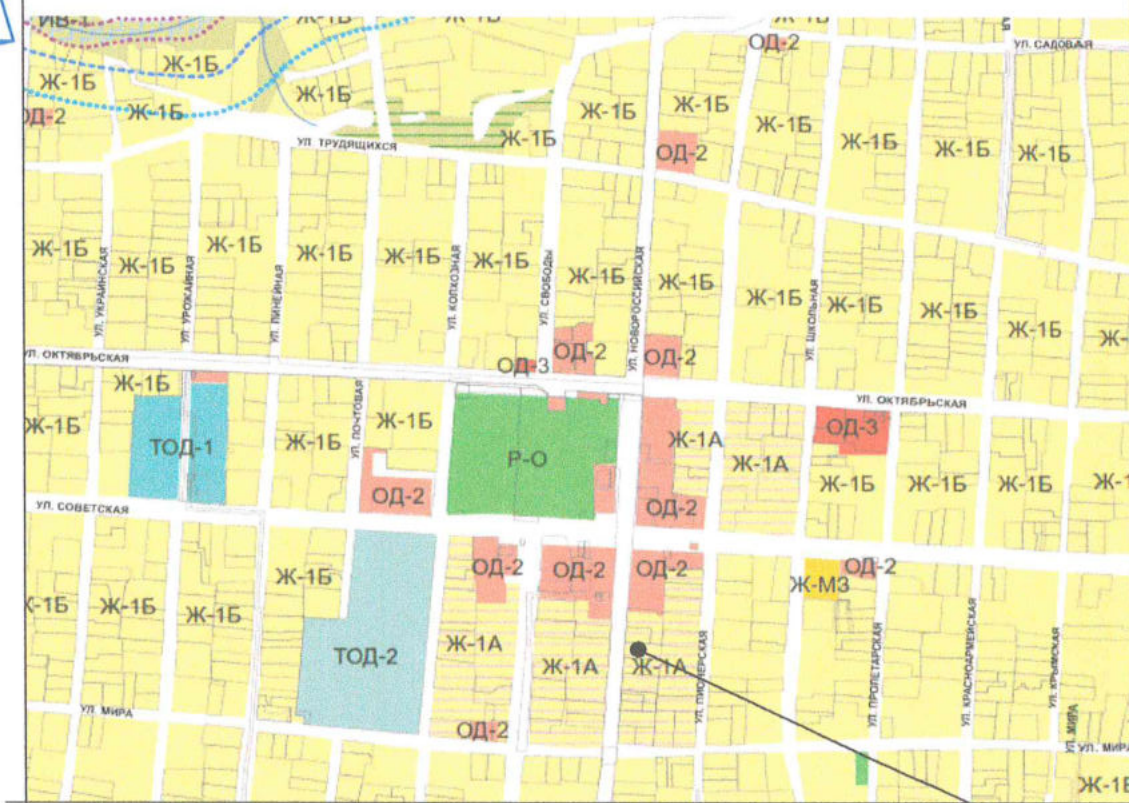 ИВ-1
Ж-1Б
Ж-1Б
Ж-1Б
Ж-1Б
ОД-2
УЛ. САДОВАЯ
Ж-1Б
Ж-1Б
Ж-1Б
Ж-1Б
Ж-1Б
Ж-1Б
ОД-2
Ж-1Б
Ж-1Б
Ж-1Б
Ж-1Б
Ж-1Б
УЛ. ТРУДЯЩИХСЯ
ОД-2
Ж-1Б
Ж-1Б
Ж-1Б
Ж-1Б
Ж-1Б
Ж-1Б
Ж-1Б
Ж-1Б
Ж-1Б
Ж-1Б
Ж-1Б
Ж-1Б
УЛ. УКРАИНСКАЯ
УЛ. УРОЖАЙНАЯ
УЛ. ЛИНЕЙНАЯ
УЛ. КОЛХОЗНАЯ
УЛ. СВОБОДЫ
УЛ. НОВОРОССИЙСКАЯ
УЛ. ШКОЛЬНАЯ
УЛ. ОКТЯБРЬСКАЯ
ОД-3
ОД-2
ОД-2
Ж-1Б
УЛ. ОКТЯБРЬСКАЯ
Ж-1Б
ТОД-1
Ж-1Б
УЛ. ПОЧТОВАЯ
Ж-1Б
Р-О
Ж-1А
Ж-1А
ОД-3
Ж-1Б
Ж-1Б
Ж-1Б
УЛ. СОВЕТСКАЯ
ОД-2
ОД-2
Ж-1Б
ОД-2
ОД-2
ОД-2
Ж-МЗ
ОД-2
Ж-1Б
Ж-1Б
Ж-1Б
ТОД-2
Ж-1А
Ж-1А
Ж-1А
УЛ. ПИОНЕРСКАЯ
УЛ. ПРОЛЕТАРСКАЯ
УЛ. КРАСНОАРМЕЙСКАЯ
УЛ. КРЫМСКАЯ
УЛ. МИРА
УЛ. МИРА
ОД-2
УЛ. МИРА
Ж-1Б